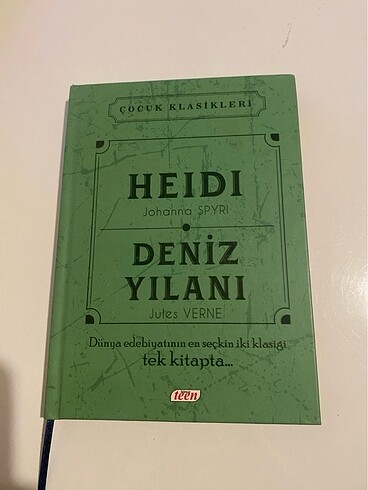 ÇOCUK KLASİKLERİ
HEIDI
Johanna SPYRI
DENİZ
YILANI
Jules VERNE
Dünya edebiyatının en seçkin iki klasiği
tek kitapta...
teen